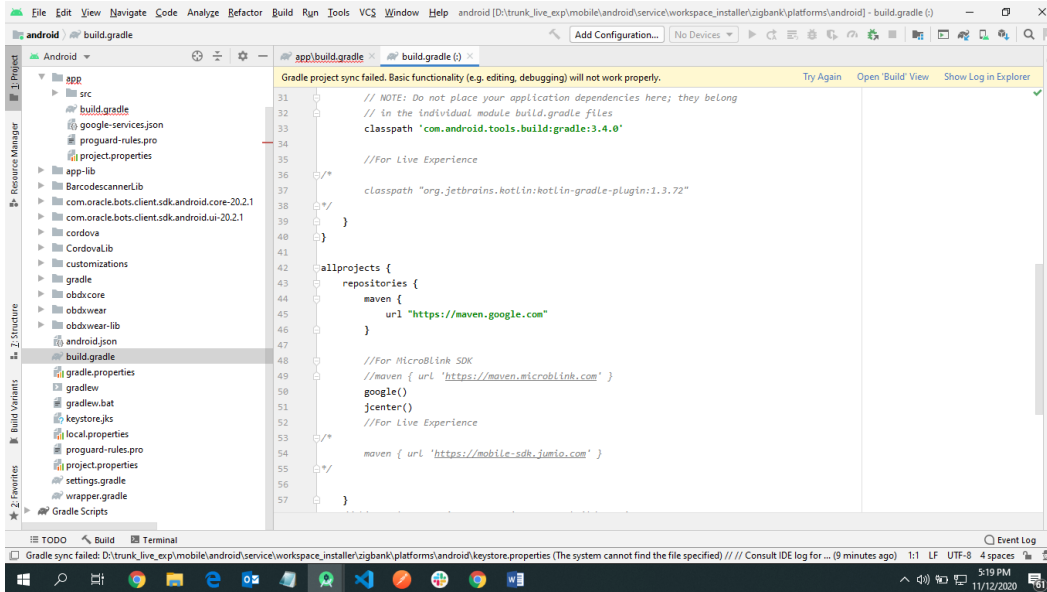 File Edit View Navigate Code Analyze Refactor Build Run Tools VCS Window Help android [D:\trunk_live_exp\mobile\android\service\workspace_installer\zigbank\platforms\android] - build.gradle (:)
android build.gradle
Add Configuration...
No Devices
Android
app\build.gradle
build.gradle (:)
Gradle project sync failed. Basic functionality (e.g. editing, debugging) will not work properly.
Try Again Open 'Build' View Show Log in Explorer
1: Project
Resource Manager
7: Structure
Build Variants
2: Favorites
app
src
build.gradle
google-services.json
proguard-rules.pro
project.properties
app-lib
BarcodescannerLib
com.oracle.bots.client.sdk.android.core-20.2.1
com.oracle.bots.client.sdk.android.ui-20.2.1
cordova
CordovaLib
customizations
gradle
obdxcore
obdxwear
obdxwear-lib
android.json
build.gradle
gradle.properties
gradlew
gradlew.bat
keystore.jks
local.properties
proguard-rules.pro
project.properties
settings.gradle
wrapper.gradle
Gradle Scripts
31 // NOTE: Do not place your application dependencies here; they belong
32 // in the individual module build.gradle files
33 classpath 'com.android.tools.build:gradle:3.4.0'
34
35 //For Live Experience
36 /*
37 classpath "org.jetbrains.kotlin:kotlin-gradle-plugin:1.3.72"
38 */
39 }
40 }
41
42 allprojects {
43 repositories {
44 maven {
45 url "https://maven.google.com"
46 }
47
48 //For MicroBlink SDK
49 //maven { url 'https://maven.microblink.com' }
50 google()
51 jcenter()
52 //For Live Experience
53 /*
54 maven { url 'https://mobile-sdk.jumio.com' }
55 */
56
57 }
TODO Build Terminal
Event Log
Gradle sync failed: D:\trunk_live_exp\mobile\android\service\workspace_installer\zigbank\platforms\android\keystore.properties (The system cannot find the file specified) // // Consult IDE log for ... (9 minutes ago) 1:1 LF UTF-8 4 spaces
5:19 PM
11/12/2020
61